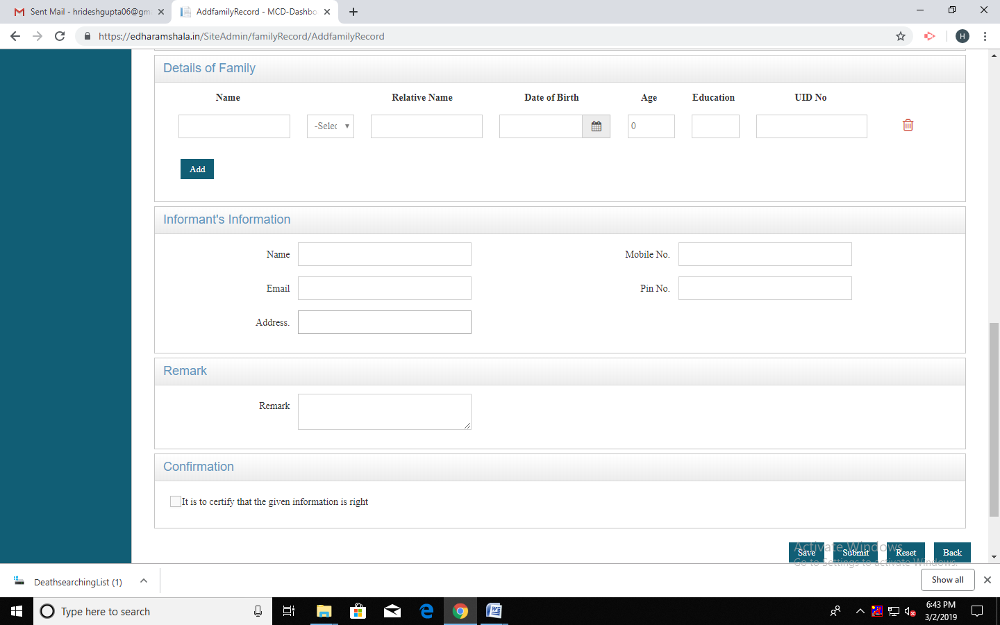 Sent Mail - hrideshgupta06@gm
AddfamilyRecord - MCD-Dashbo
https://edharamshala.in/SiteAdmin/familyRecord/AddfamilyRecord
H
Details of Family
Name Relative Name Date of Birth Age Education UID No
-Selec 0
Add
Informant's Information
Name Mobile No.
Email Pin No.
Address.
Remark
Remark
Confirmation
It is to certify that the given information is right
Save Submit Reset Back
Activate Windows
Go to Settings to activate Windows.
DeathsearchingList (1)
Show all
Type here to search
6:43 PM
3/2/2019